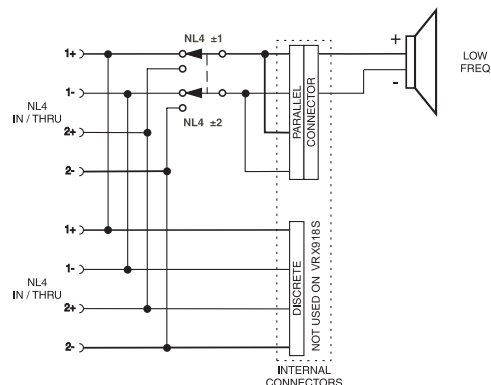 NL4 ±1
1+
1-
NL4
IN / THRU
2+
2-
NL4 ±2
PARALLEL
CONNECTOR
+
-
LOW
FREQ
1+
1-
NL4
IN / THRU
2+
2-
DISCRETE
NOT USED ON VRX918S
INTERNAL
CONNECTORS